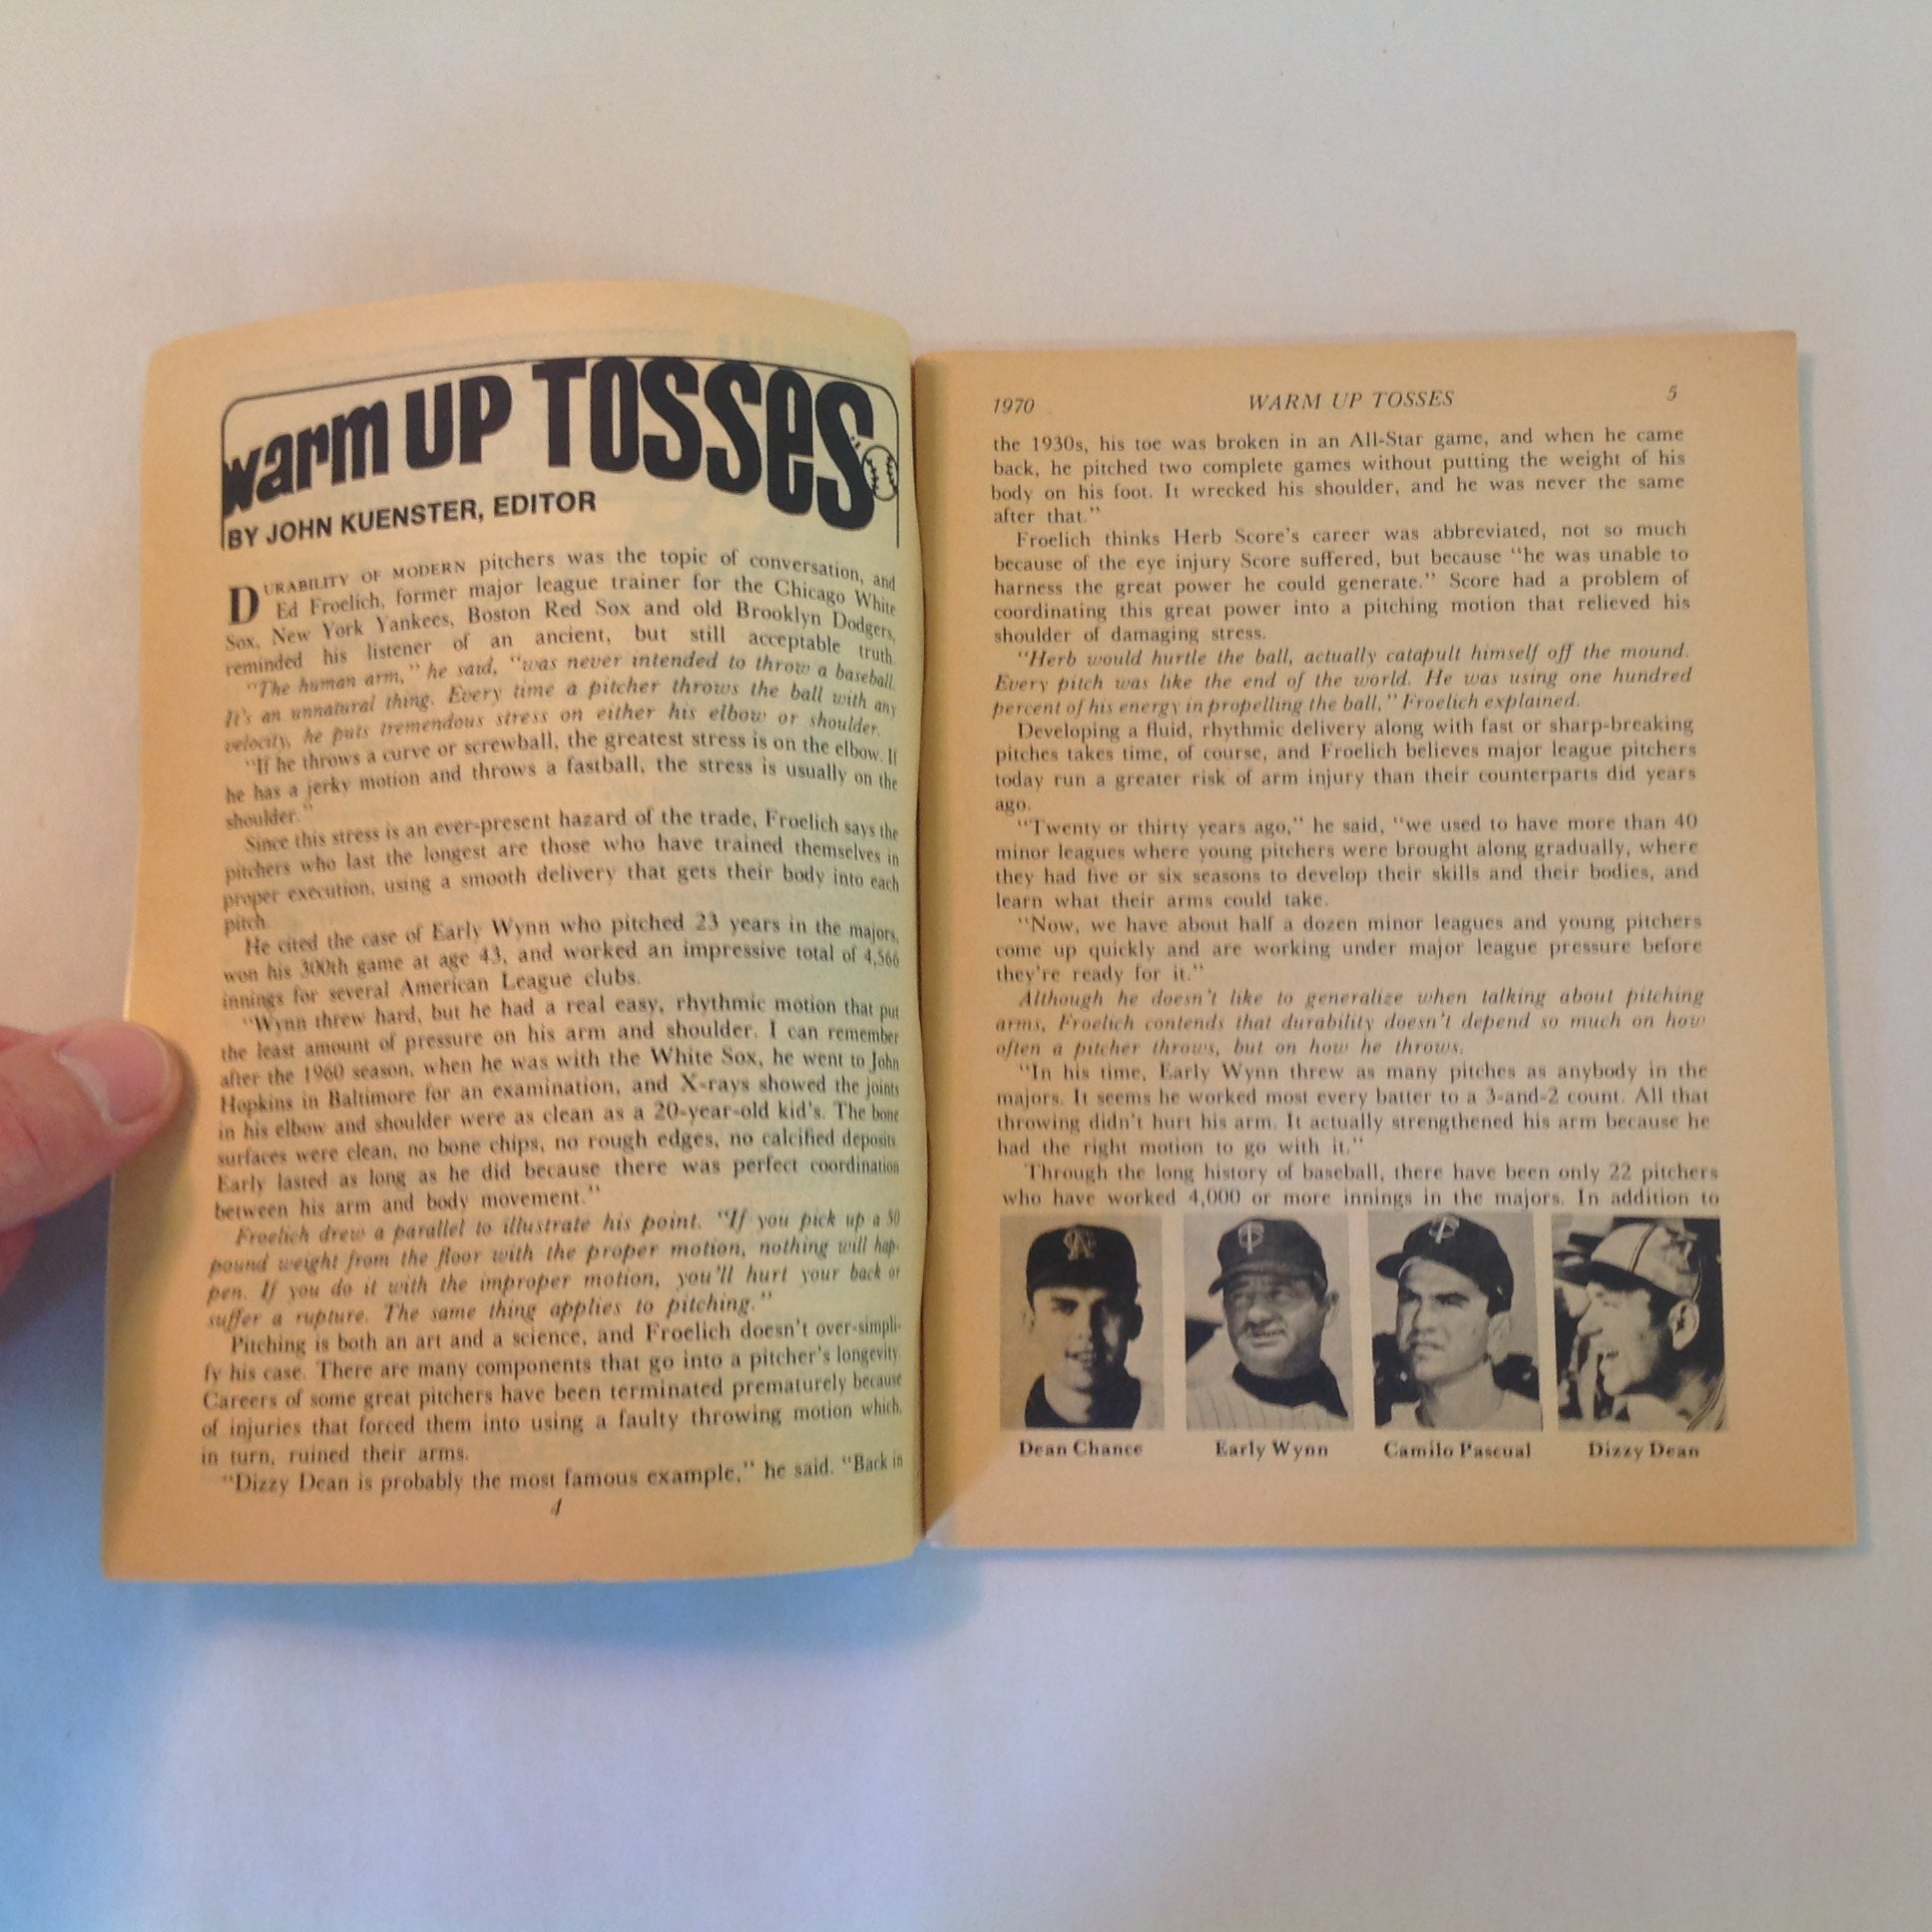 warm UP TOSSES
BY JOHN KUENSTER, EDITOR
DURABILITY OF MODERN pitchers was the topic of conversation, and
Ed Froelich, former major league trainer for the Chicago White
Sox, New York Yankees, Boston Red Sox and old Brooklyn Dodgers,
reminded his listener of an ancient, but still acceptable truth.
"The human arm," he said, "was never intended to throw a baseball.
It's an unnatural thing. Every time a pitcher throws the ball with any
velocity, he puts tremendous stress on either his elbow or shoulder.
"If he throws a curve or screwball, the greatest stress is on the elbow. If
he has a jerky motion and throws a fastball, the stress is usually on the
shoulder."
Since this stress is an ever-present hazard of the trade, Froelich says the
pitchers who last the longest are those who have trained themselves in
proper execution, using a smooth delivery that gets their body into each
pitch.
He cited the case of Early Wynn who pitched 23 years in the majors,
won his 300th game at age 43, and worked an impressive total of 4,566
innings for several American League clubs.
"Wynn threw hard, but he had a real easy, rhythmic motion that put
the least amount of pressure on his arm and shoulder. I can remember
after the 1960 season, when he was with the White Sox, he went to John
Hopkins in Baltimore for an examination, and X-rays showed the joints
in his elbow and shoulder were as clean as a 20-year-old kid's. The bone
surfaces were clean, no bone chips, no rough edges, no calcified deposits.
Early lasted as long as he did because there was perfect coordination
between his arm and body movement."
Froelich drew a parallel to illustrate his point. "If you pick up a 50
pound weight from the floor with the proper motion, nothing will hap-
pen. If you do it with the improper motion, you'll hurt your back or
suffer a rupture. The same thing applies to pitching."
Pitching is both an art and a science, and Froelich doesn't over-simpli-
fy his case. There are many components that go into a pitcher's longevity.
Careers of some great pitchers have been terminated prematurely because
of injuries that forced them into using a faulty throwing motion which,
in turn, ruined their arms.
"Dizzy Dean is probably the most famous example," he said. "Back in
4
1970 WARM UP TOSSES 5
the 1930s, his toe was broken in an All-Star game, and when he came
back, he pitched two complete games without putting the weight of his
body on his foot. It wrecked his shoulder, and he was never the same
after that."
Froelich thinks Herb Score's career was abbreviated, not so much
because of the eye injury Score suffered, but because "he was unable to
harness the great power he could generate." Score had a problem of
coordinating this great power into a pitching motion that relieved his
shoulder of damaging stress.
"Herb would hurtle the ball, actually catapult himself off the mound.
Every pitch was like the end of the world. He was using one hundred
percent of his energy in propelling the ball," Froelich explained.
Developing a fluid, rhythmic delivery along with fast or sharp-breaking
pitches takes time, of course, and Froelich believes major league pitchers
today run a greater risk of arm injury than their counterparts did years
ago.
"Twenty or thirty years ago," he said, "we used to have more than 40
minor leagues where young pitchers were brought along gradually, where
they had five or six seasons to develop their skills and their bodies, and
learn what their arms could take.
"Now, we have about half a dozen minor leagues and young pitchers
come up quickly and are working under major league pressure before
they're ready for it."
Although he doesn't like to generalize when talking about pitching
arms, Froelich contends that durability doesn't depend so much on how
often a pitcher throws, but on how he throws.
"In his time, Early Wynn threw as many pitches as anybody in the
majors. It seems he worked most every batter to a 3-and-2 count. All that
throwing didn't hurt his arm. It actually strengthened his arm because he
had the right motion to go with it."
Through the long history of baseball, there have been only 22 pitchers
who have worked 4,000 or more innings in the majors. In addition to
Dean Chance Early Wynn Camilo Pascual Dizzy Dean